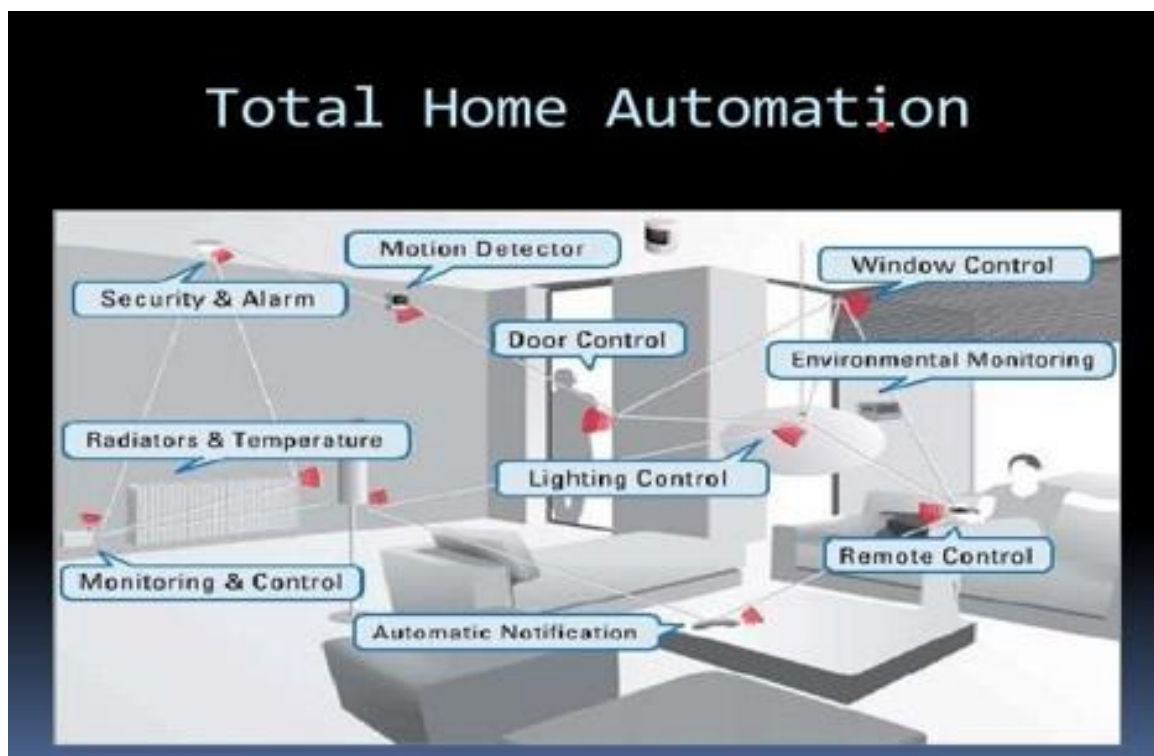 Total Home Automation
Motion Detector
Window Control
Security & Alarm
Door Control
Environmental Monitoring
Radiators & Temperature
Lighting Control
Remote Control
Monitoring & Control
Automatic Notification